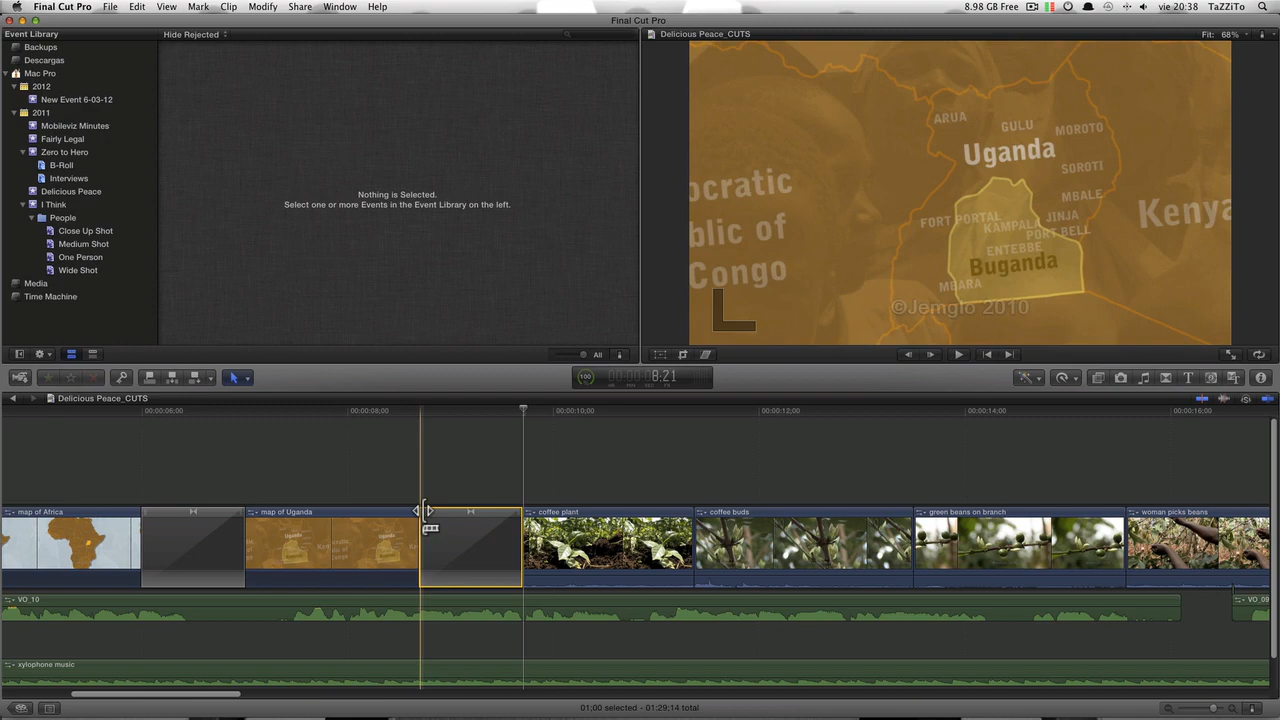 Final Cut Pro File Edit View Mark Clip Modify Share Window Help 8.98 GB Free vie 20:38 TaZZiTo
Final Cut Pro
Event Library
Hide Rejected
Delicious Peace_CUTS
Fit: 68%
Backups
Descargas
Mac Pro
2012
New Event 6-03-12
2011
Mobileviz Minutes
Fairly Legal
Zero to Hero
B-Roll
Interviews
Delicious Peace
I Think
People
Close Up Shot
Medium Shot
One Person
Wide Shot
Media
Time Machine
Nothing is Selected.
Select one or more Events in the Event Library on the left.
All
ARUA
GULU
MOROTO
Uganda
SOROTI
ocratic
blic of
Congo
MBALE
Kenya
FORT PORTAL
JINJA
KAMPALA
PORT BELL
ENTEBBE
Buganda
MBARA
©Jemglo 2010
100
8:21
Delicious Peace_CUTS
00:00:06;00
00:00:08;00
00:00:10;00
00:00:12;00
00:00:14;00
00:00:16;00
map of Africa
map of Uganda
coffee plant
coffee buds
green beans on branch
woman picks beans
VO_10
VO_09
xylophone music
01;00 selected - 01:29;14 total